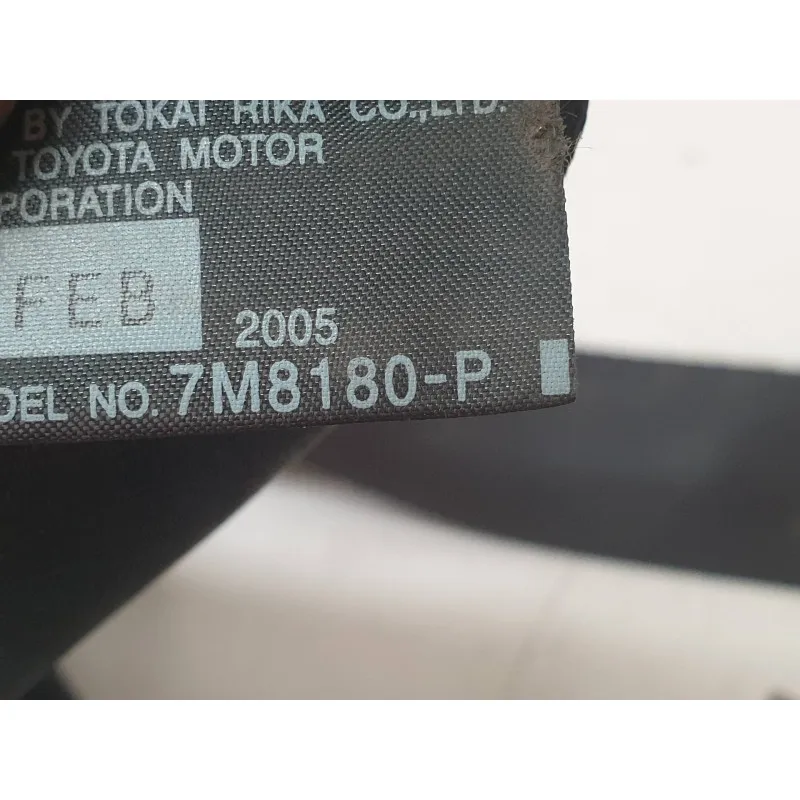 BY TOKAI RIKA CO.,LTD.
TOYOTA MOTOR
PORATION
FEB
2005
DEL NO. 7M8180-P